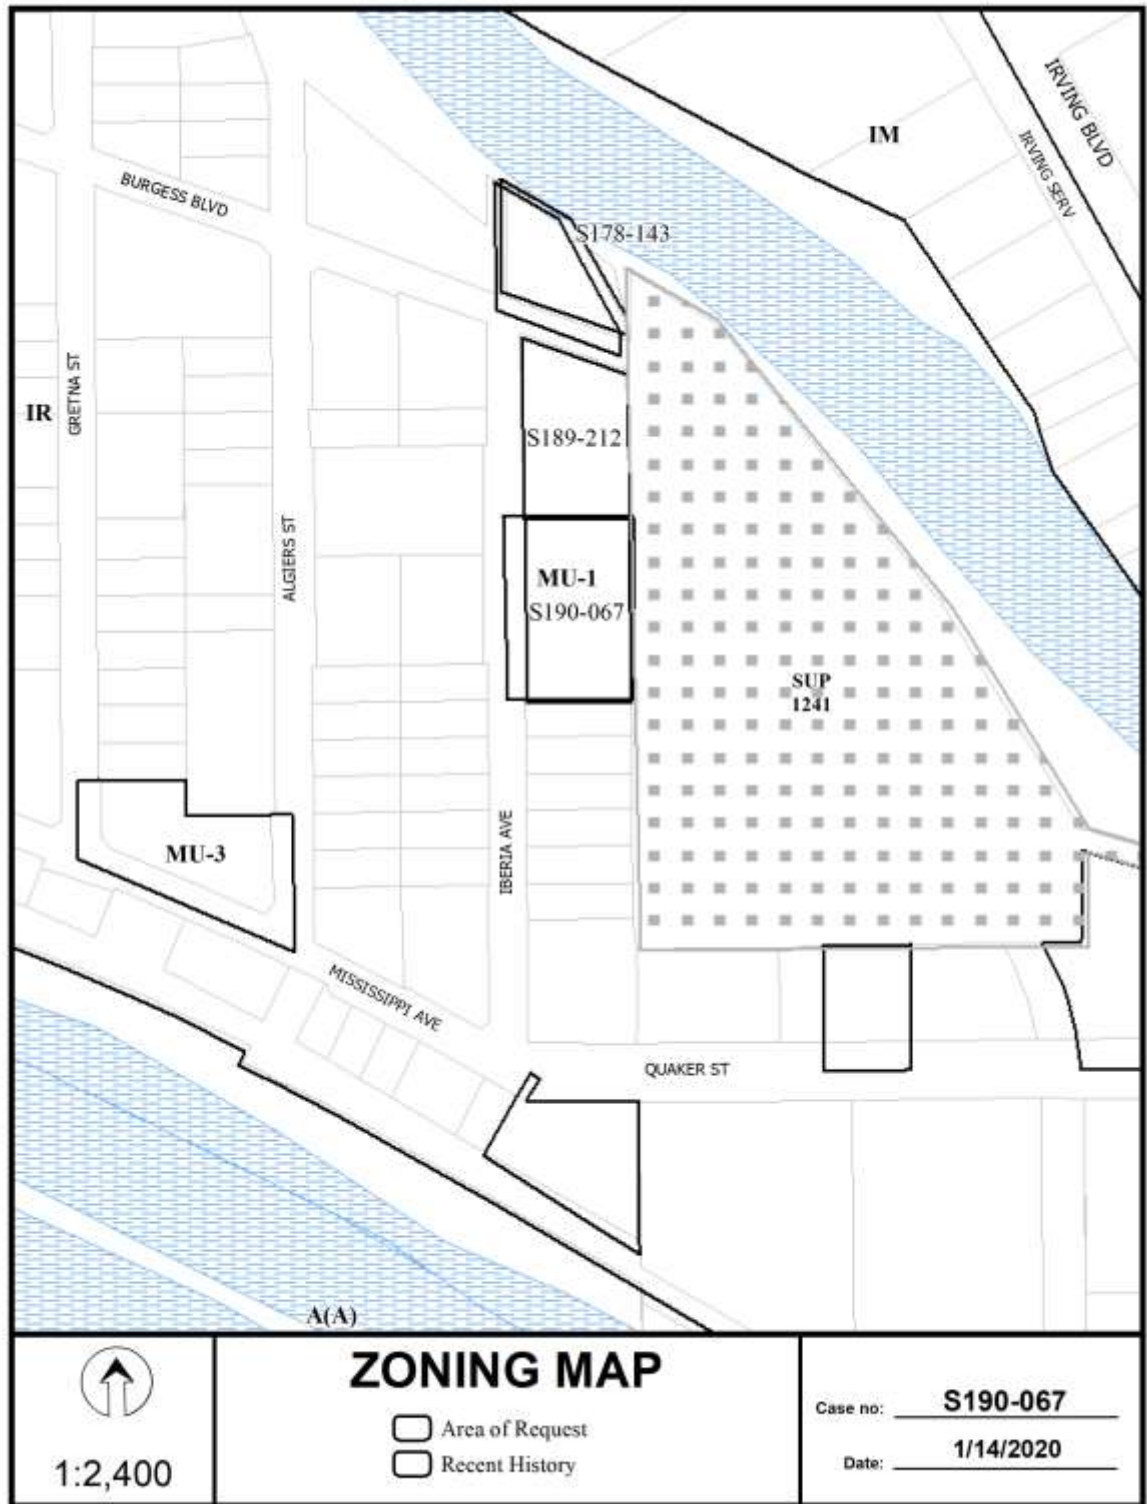 IRVING BLVD
IM
IRVING SERV
BURGESS BLVD
S178-143
GRETNA ST
IR
S189-212
ALGIERS ST
MU-1
S190-067
SUP
1241
IBERIA AVE
MU-3
MISSISSIPPI AVE
QUAKER ST
A(A)
1:2,400
ZONING MAP
Area of Request
Recent History
Case no: S190-067
Date: 1/14/2020